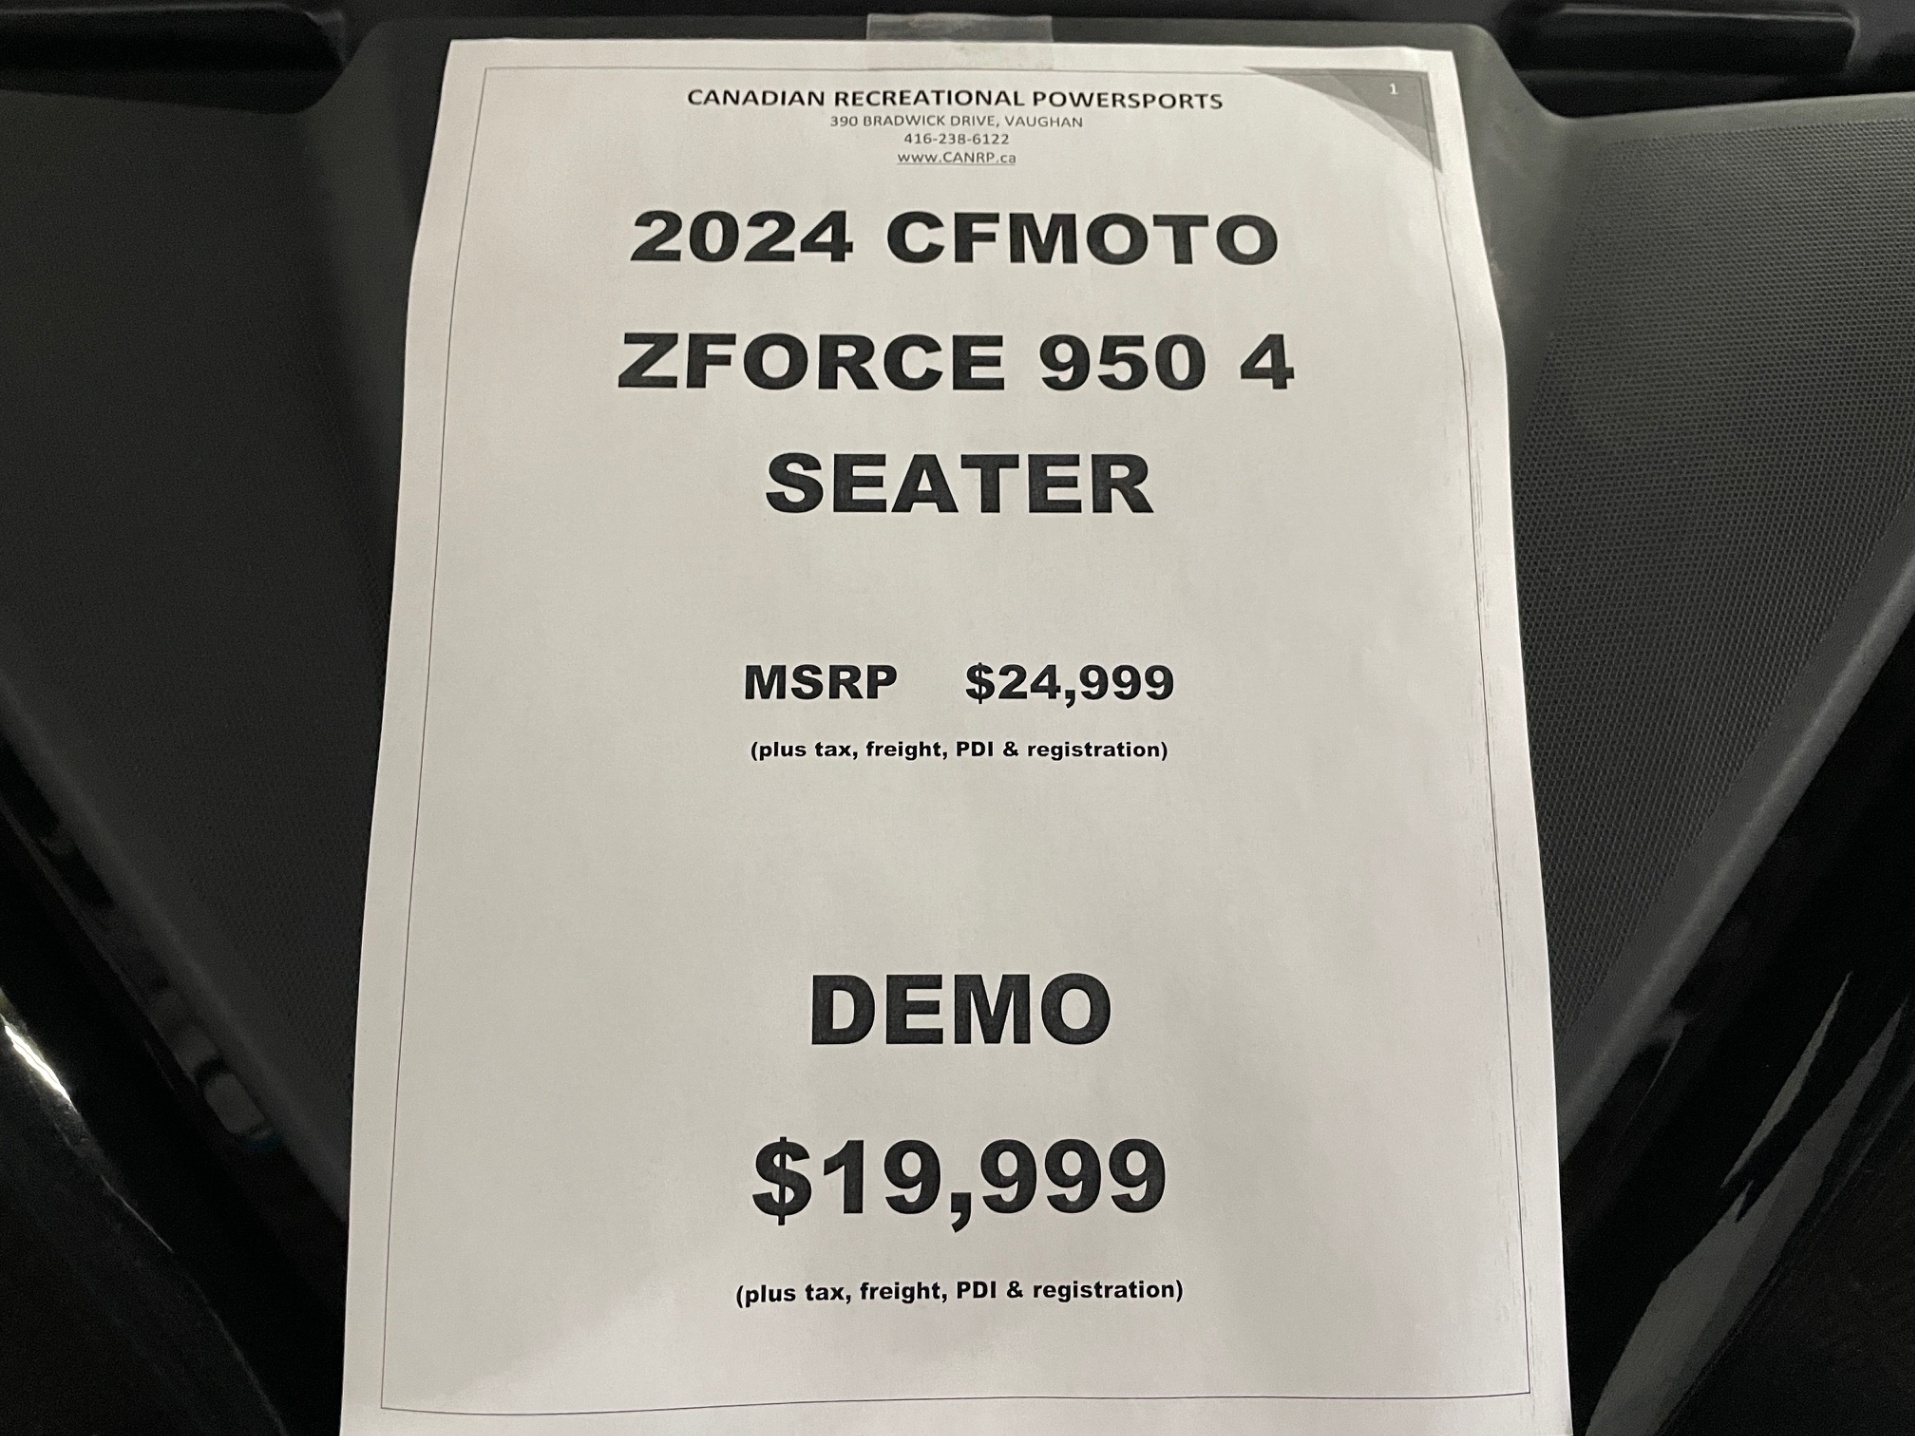 1
CANADIAN RECREATIONAL POWERSPORTS
390 BRADWICK DRIVE, VAUGHAN
416-238-6122
www.CANRP.ca
2024 CFMOTO
ZFORCE 950 4
SEATER
MSRP $24,999
(plus tax, freight, PDI & registration)
DEMO
$19,999
(plus tax, freight, PDI & registration)